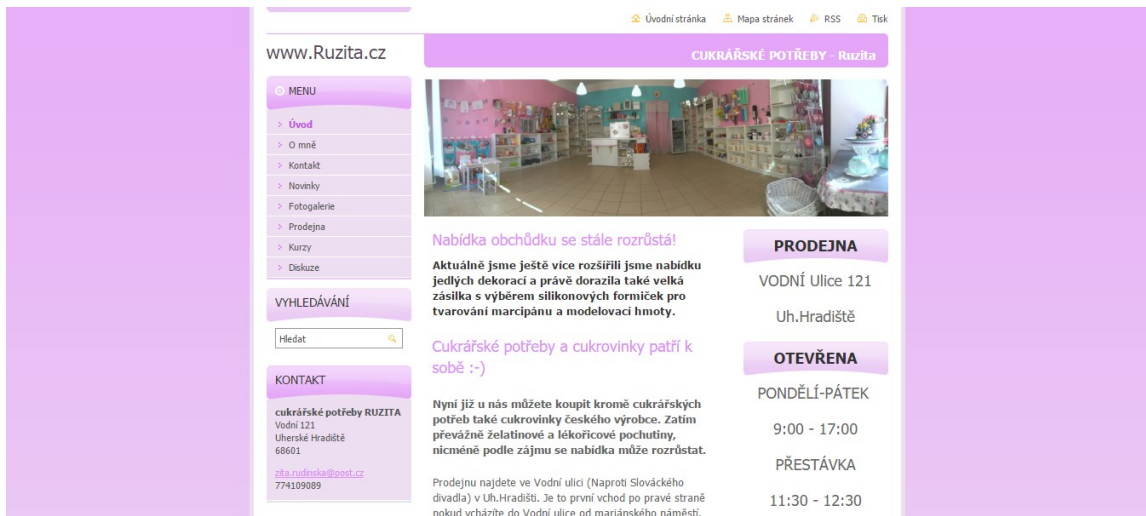 Úvodní stránka
Mapa stránek
RSS
Tisk
www.Ruzita.cz
CUKRÁŘSKÉ POTŘEBY - Ruzita
MENU
Úvod
O mně
Kontakt
Novinky
Fotogalerie
Prodejna
Kurzy
Diskuze
VYHLEDÁVÁNÍ
Hledat
KONTAKT
cukrářské potřeby RUZITA
Vodní 121
Uherské Hradiště
68601
zita.rudinska@post.cz
774109089
Nabídka obchůdku se stále rozrůstá!
Aktuálně jsme ještě více rozšířili jsme nabídku
jedlých dekorací a právě dorazila také velká
zásilka s výběrem silikonových formiček pro
tvarování marcipánu a modelovací hmoty.
Cukrářské potřeby a cukrovinky patří k
sobě :-)
Nyní již u nás můžete koupit kromě cukrářských
potřeb také cukrovinky českého výrobce. Zatím
převážně želatinové a lékořicové pochutiny,
nicméně podle zájmu se nabídka může rozrůstat.
Prodejnu najdete ve Vodní ulici (Naproti Slováckého
divadla) v Uh.Hradišti. Je to první vchod po pravé straně
pokud vcházíte do Vodní ulice od mariánského náměstí.
PRODEJNA
VODNÍ Ulice 121
Uh.Hradiště
OTEVŘENA
PONDĚLÍ-PÁTEK
9:00 - 17:00
PŘESTÁVKA
11:30 - 12:30